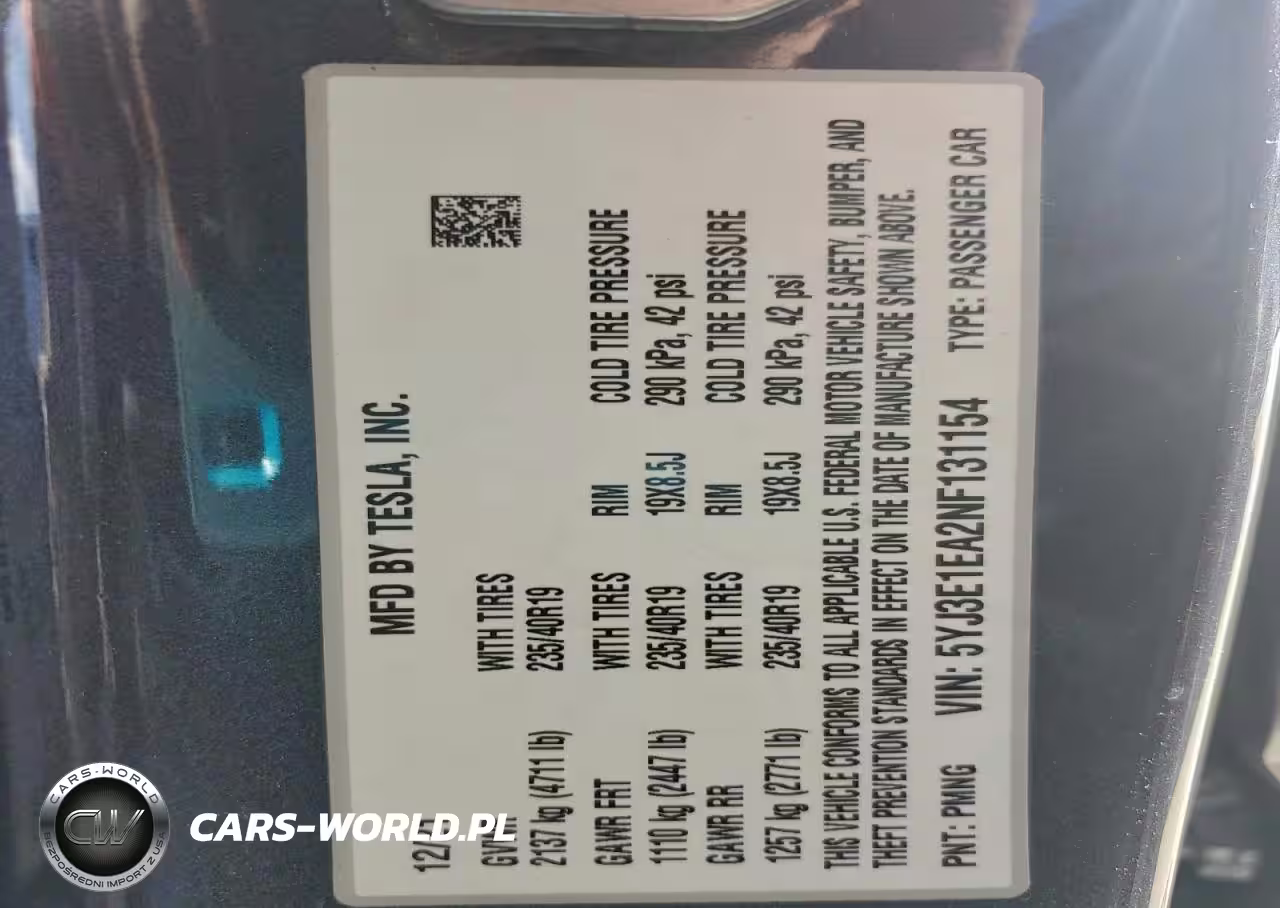 MFD BY TESLA, INC.
12/
GV
WITH TIRES
2137 kg (4711 lb) 235/40R19
GAWR FRT WITH TIRES RIM COLD TIRE PRESSURE
1110 kg (2447 lb) 235/40R19 19X8.5J 290 kPa, 42 psi
GAWR RR WITH TIRES RIM COLD TIRE PRESSURE
1257 kg (2771 lb) 235/40R19 19X8.5J 290 kPa, 42 psi
THIS VEHICLE CONFORMS TO ALL APPLICABLE U.S. FEDERAL MOTOR VEHICLE SAFETY, BUMPER, AND
THEFT PREVENTION STANDARDS IN EFFECT ON THE DATE OF MANUFACTURE SHOWN ABOVE.
PNT: PMNG VIN: 5YJ3E1EA2NF131154 TYPE: PASSENGER CAR
CARS-WORLD
CW
BEZPOŚREDNI IMPORT Z USA
CARS-WORLD.PL